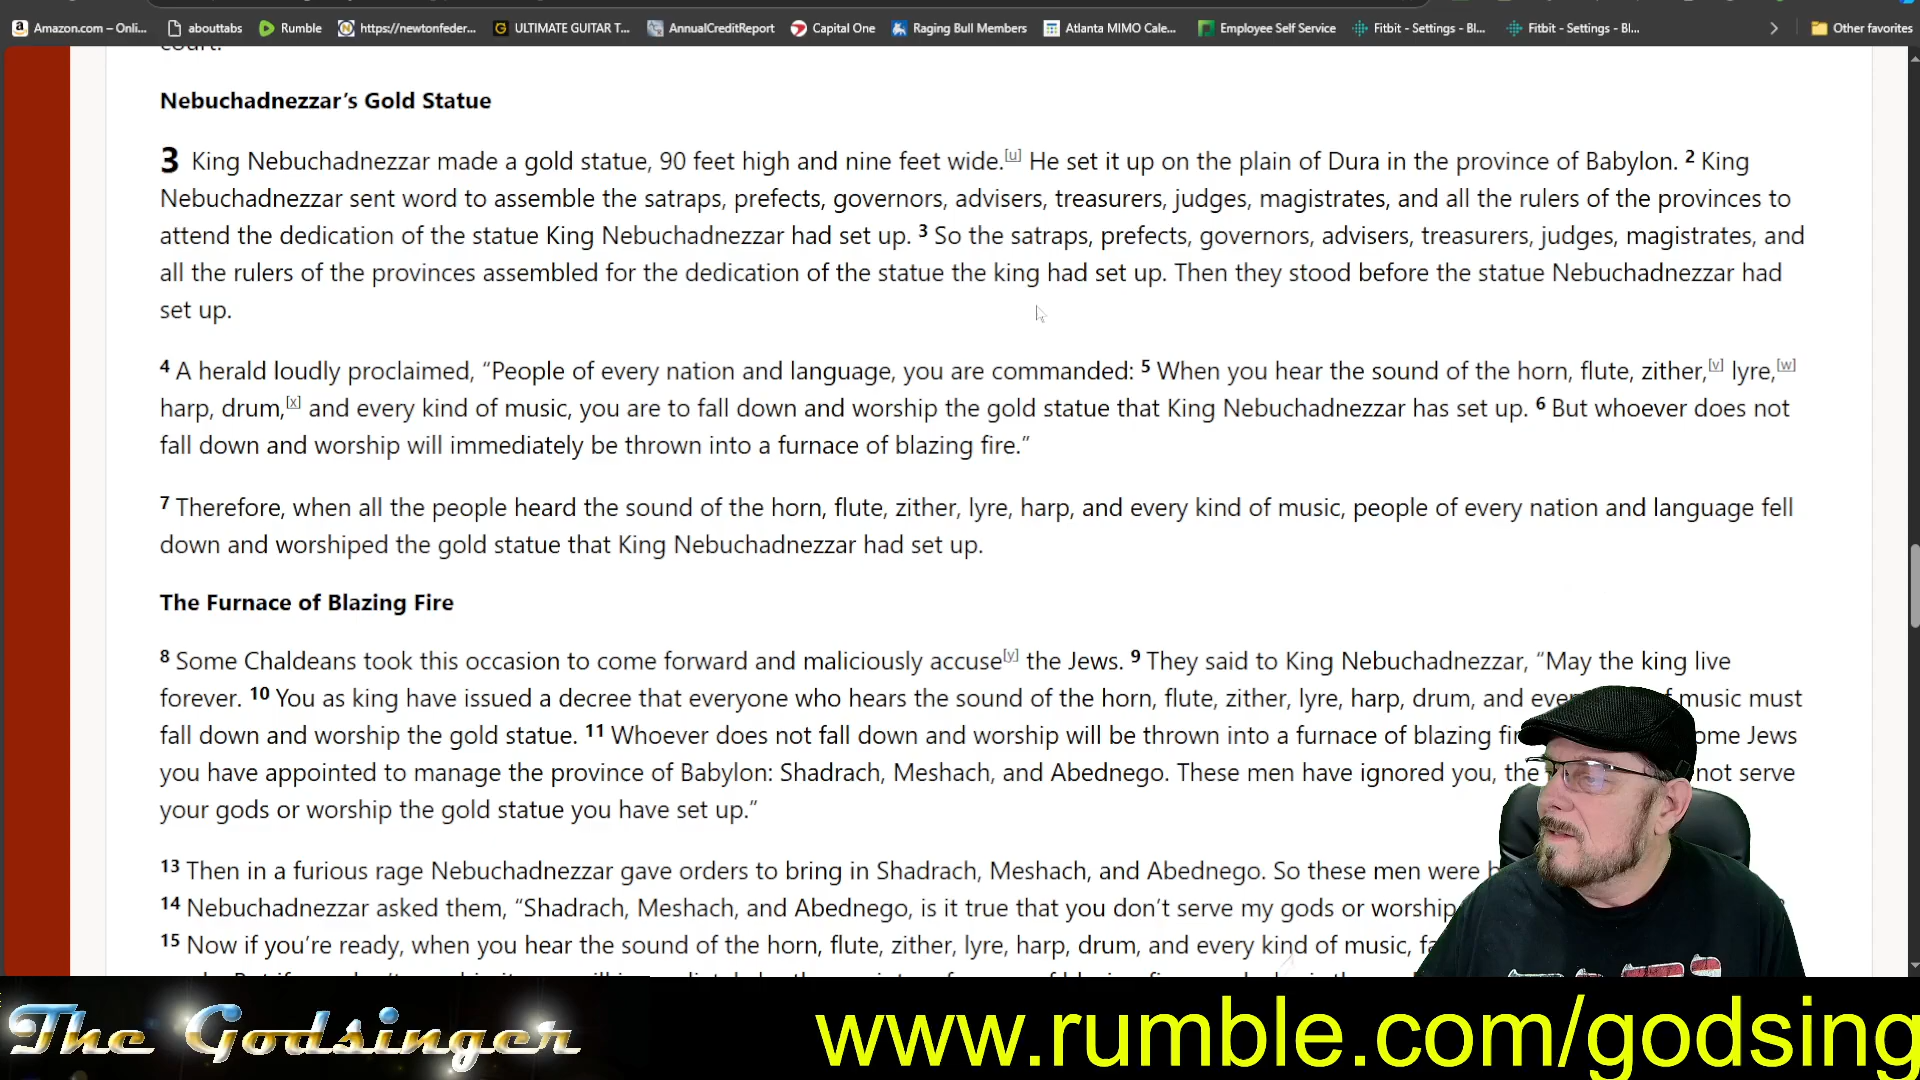 Amazon.com – Onli... abouttabs Rumble https://newtonfeder... ULTIMATE GUITAR T... AnnualCreditReport Capital One Raging Bull Members Atlanta MIMO Cale... Employee Self Service Fitbit - Settings - Bl... Fitbit - Settings - Bl... Other favorites
court.
Nebuchadnezzar’s Gold Statue
3 King Nebuchadnezzar made a gold statue, 90 feet high and nine feet wide.[u] He set it up on the plain of Dura in the province of Babylon. 2 King
Nebuchadnezzar sent word to assemble the satraps, prefects, governors, advisers, treasurers, judges, magistrates, and all the rulers of the provinces to
attend the dedication of the statue King Nebuchadnezzar had set up. 3 So the satraps, prefects, governors, advisers, treasurers, judges, magistrates, and
all the rulers of the provinces assembled for the dedication of the statue the king had set up. Then they stood before the statue Nebuchadnezzar had
set up.
4 A herald loudly proclaimed, “People of every nation and language, you are commanded: 5 When you hear the sound of the horn, flute, zither,[v] lyre,[w]
harp, drum,[x] and every kind of music, you are to fall down and worship the gold statue that King Nebuchadnezzar has set up. 6 But whoever does not
fall down and worship will immediately be thrown into a furnace of blazing fire.”
7 Therefore, when all the people heard the sound of the horn, flute, zither, lyre, harp, and every kind of music, people of every nation and language fell
down and worshiped the gold statue that King Nebuchadnezzar had set up.
The Furnace of Blazing Fire
8 Some Chaldeans took this occasion to come forward and maliciously accuse[y] the Jews. 9 They said to King Nebuchadnezzar, “May the king live
forever. 10 You as king have issued a decree that everyone who hears the sound of the horn, flute, zither, lyre, harp, drum, and music must
fall down and worship the gold statue. 11 Whoever does not fall down and worship will be thrown into a furnace of blazing Jews
you have appointed to manage the province of Babylon: Shadrach, Meshach, and Abednego. These men have ignored you, the not serve
your gods or worship the gold statue you have set up.”
13 Then in a furious rage Nebuchadnezzar gave orders to bring in Shadrach, Meshach, and Abednego. So these men were
14 Nebuchadnezzar asked them, “Shadrach, Meshach, and Abednego, is it true that you don’t serve my gods or worship
15 Now if you’re ready, when you hear the sound of the horn, flute, zither, lyre, harp, drum, and every kind of music,
The Godsinger
www.rumble.com/godsing